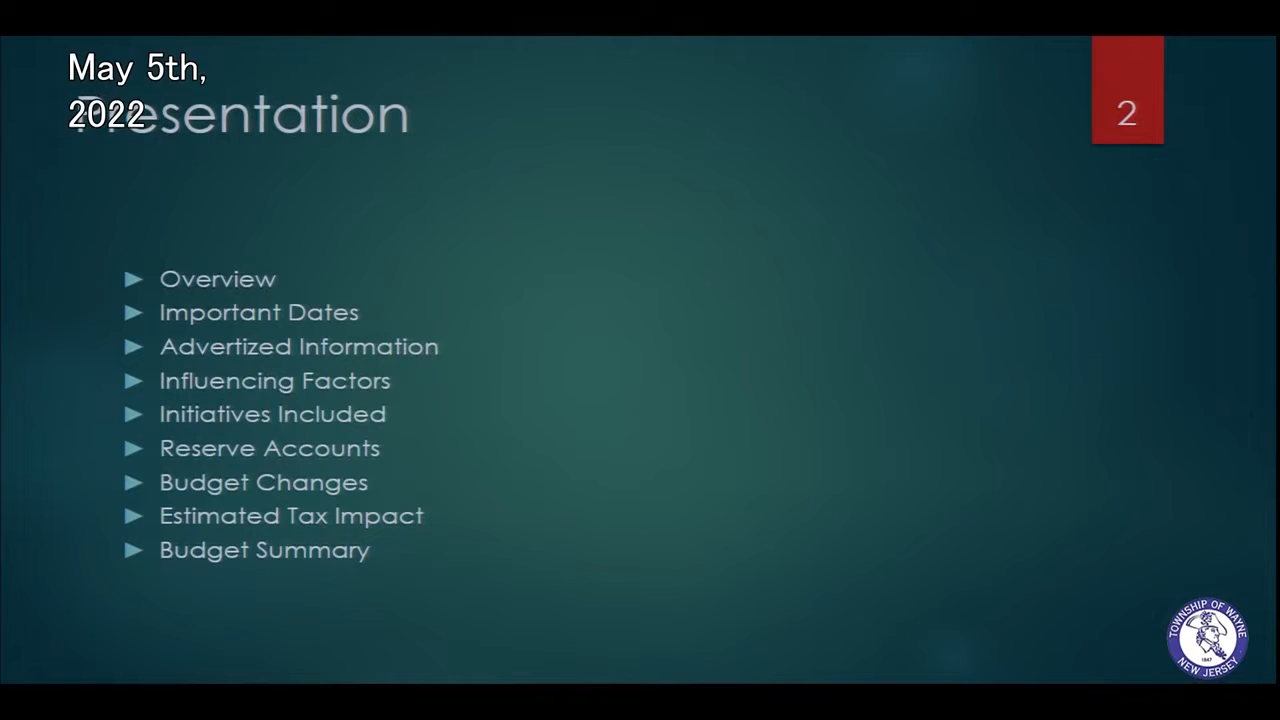 May 5th,
2022
Presentation
2
Overview
Important Dates
Advertized Information
Influencing Factors
Initiatives Included
Reserve Accounts
Budget Changes
Estimated Tax Impact
Budget Summary
TOWNSHIP OF WAYNE
1847
NEW JERSEY